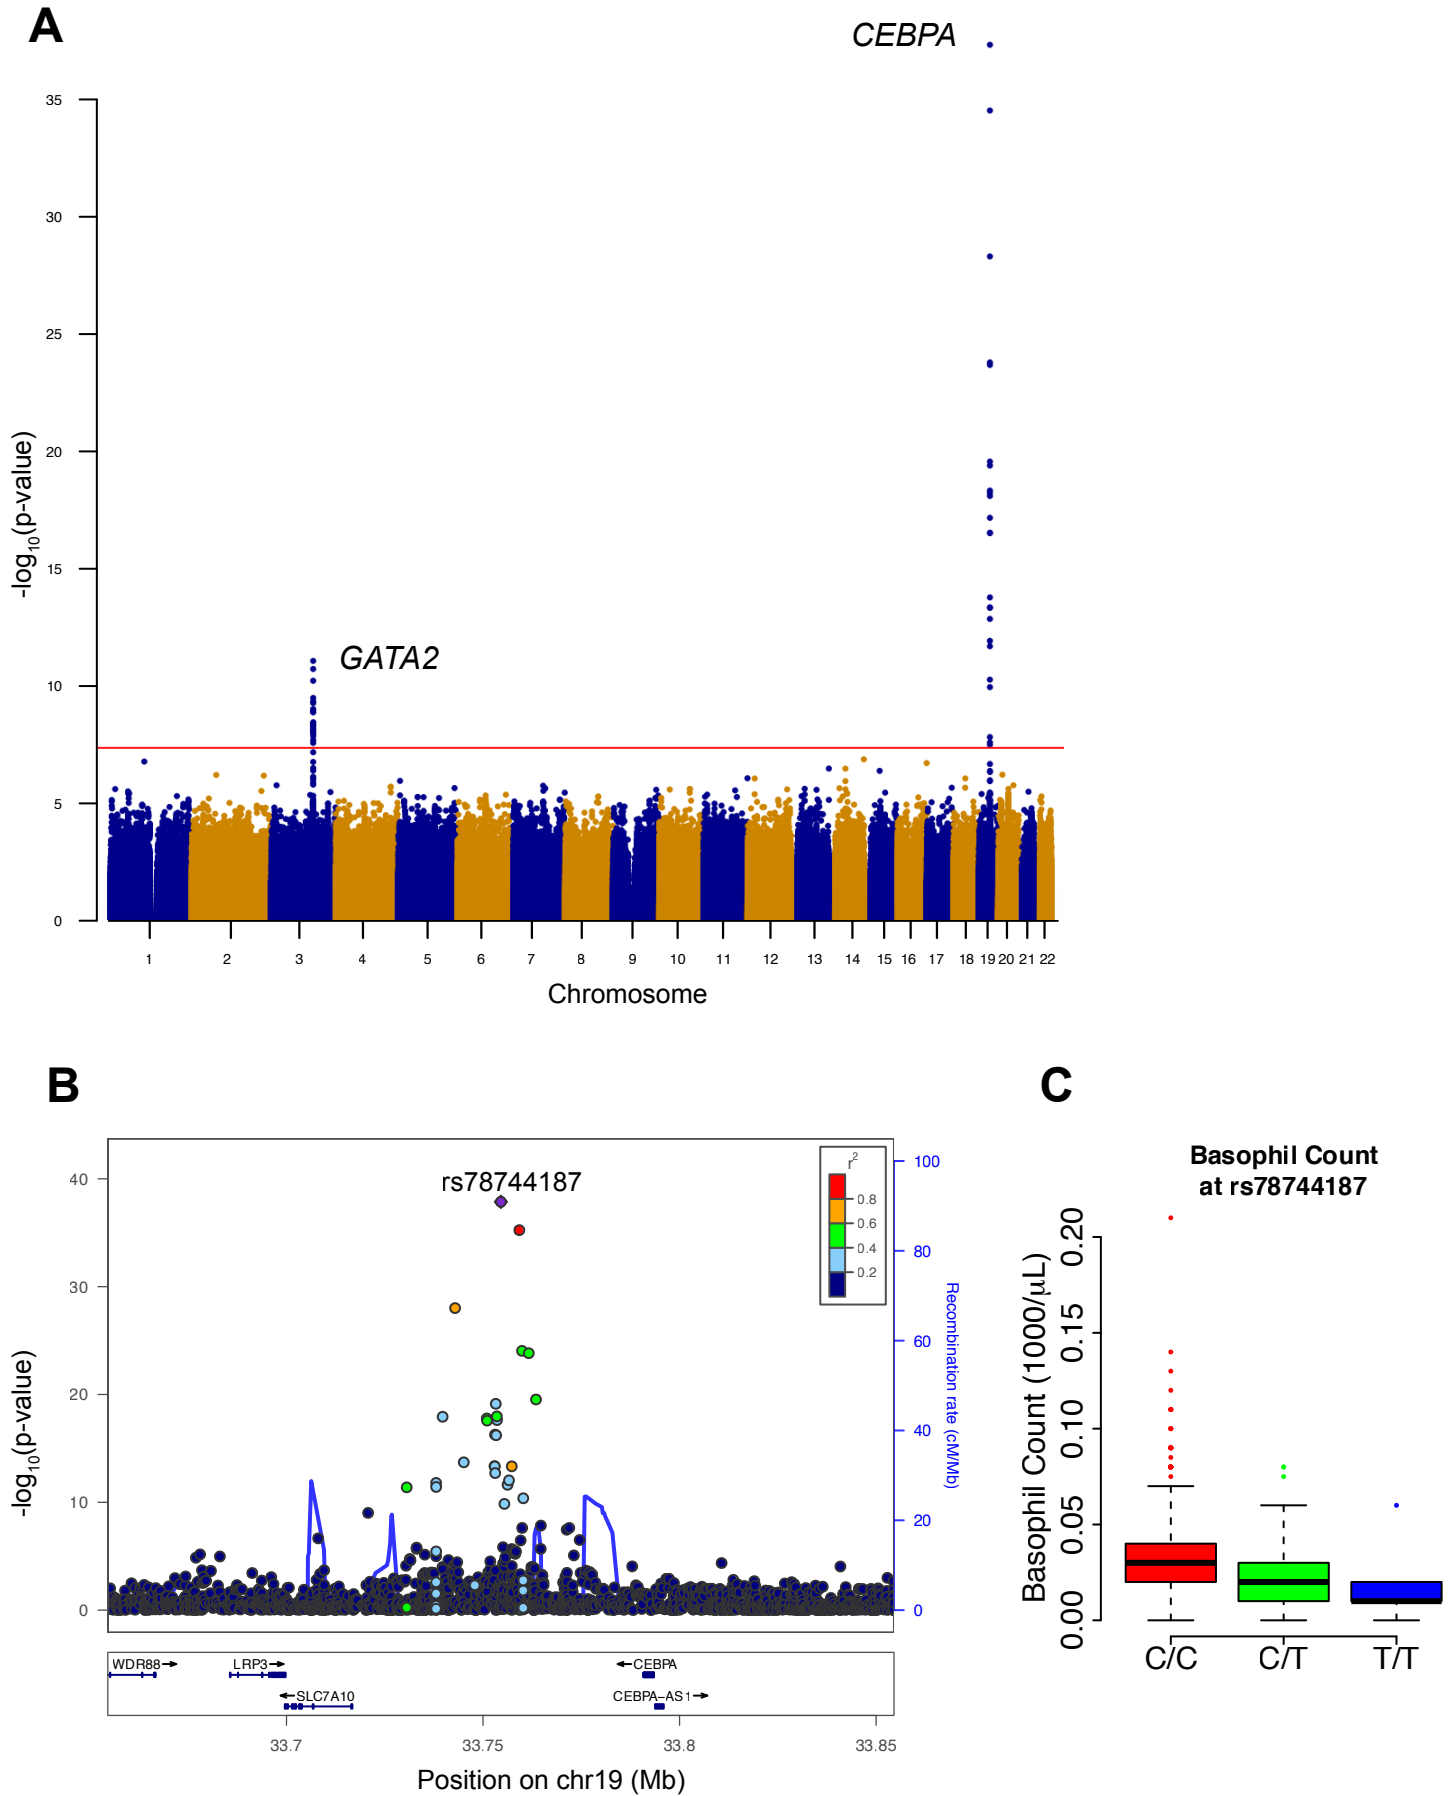 A
CEBPA
GATA2
-log10(p-value)
35
30
25
20
15
10
5
0
1 2 3 4 5 6 7 8 9 10 11 12 13 14 15 16 17 18 19 20 21 22
Chromosome
B
rs78744187
r2
0.8
0.6
0.4
0.2
-log10(p-value)
40
30
20
10
0
100
80
60
40
20
0
Recombination rate (cM/Mb)
WDR88
LRP3
CEBPA
SLC7A10
CEBPA-AS1
33.7 33.75 33.8 33.85
Position on chr19 (Mb)
C
Basophil Count
at rs78744187
Basophil Count (1000/μL)
0.20
0.15
0.10
0.05
0.00
C/C C/T T/T